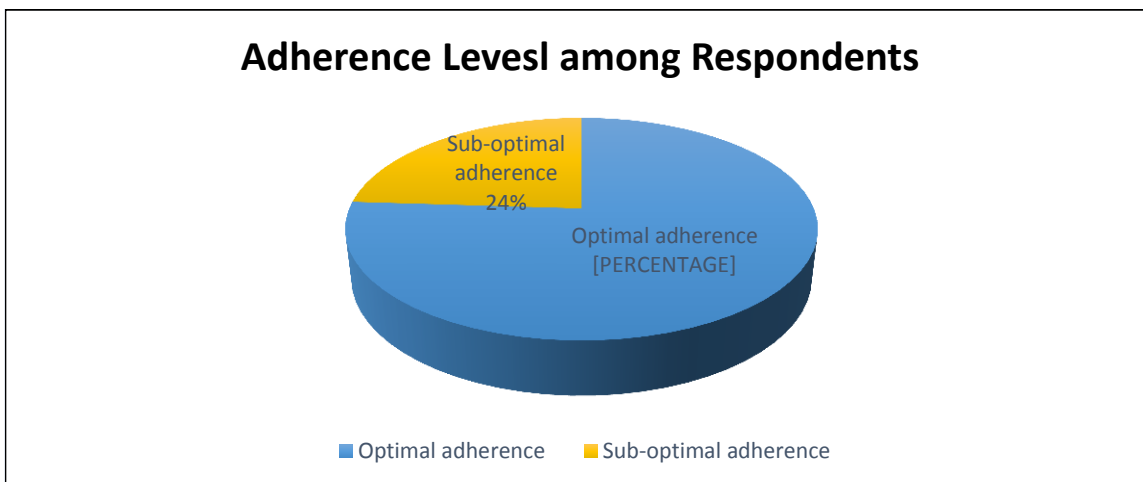 Adherence Levesl among Respondents
Sub-optimal
adherence
24%
Optimal adherence
[PERCENTAGE]
Optimal adherence
Sub-optimal adherence